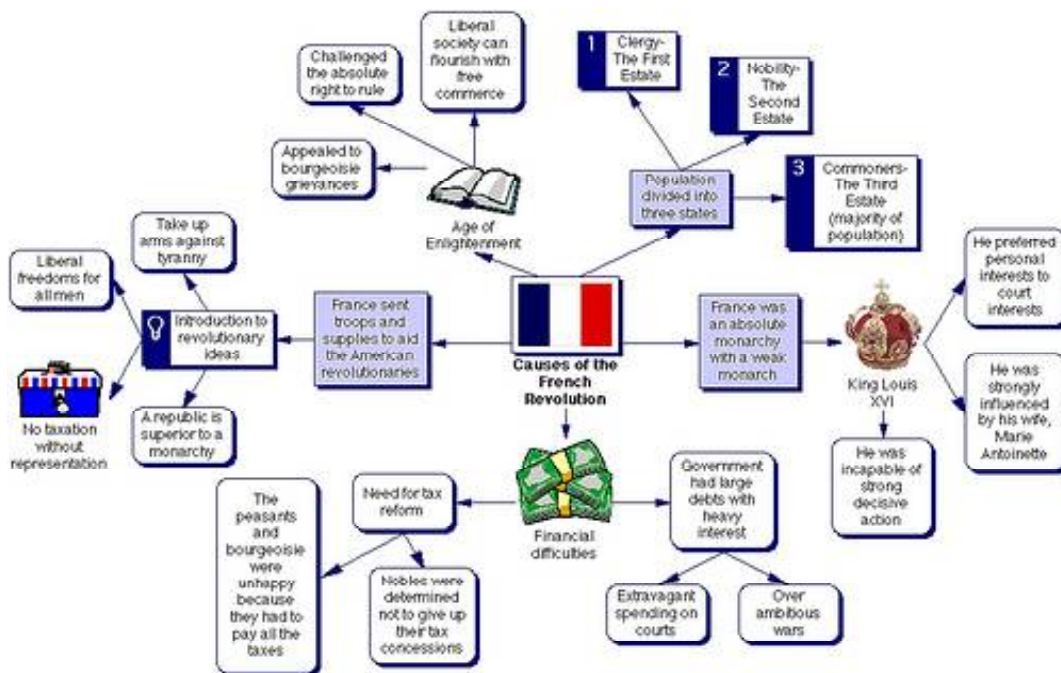 Liberal
society can
flourish with
free
commerce
Challenged
the absolute
right to rule
Appealed to
bourgeoisie
grievances
Age of
Enlightenment
1
Clergy-
The First
Estate
2
Nobility-
The
Second
Estate
3
Commoners-
The Third
Estate
(majority of
population)
Population
divided into
three states
Take up
arms against
tyranny
Liberal
freedoms for
all men
Introduction to
revolutionary
ideas
No taxation
without
representation
A republic is
superior to a
monarchy
France sent
troops and
supplies to aid
the American
revolutionaries
Causes of the
French
Revolution
France was
an absolute
monarchy
with a weak
monarch
King Louis
XVI
He preferred
personal
interests to
court
interests
He was
strongly
influenced
by his wife,
Marie
Antoinette
He was
incapable of
strong
decisive
action
Need for tax
reform
The
peasants
and
bourgeoisie
were
unhappy
because
they had to
pay all the
taxes
Nobles were
determined
not to give up
their tax
concessions
Financial
difficulties
Government
had large
debts with
heavy
interest
Extravagant
spending on
courts
Over
ambitious
wars